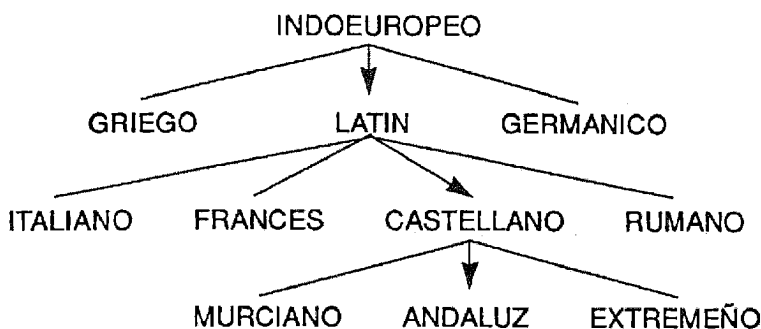 INDOEUROPEO
GRIEGO LATIN GERMANICO
ITALIANO FRANCES CASTELLANO RUMANO
MURCIANO ANDALUZ EXTREMEÑO